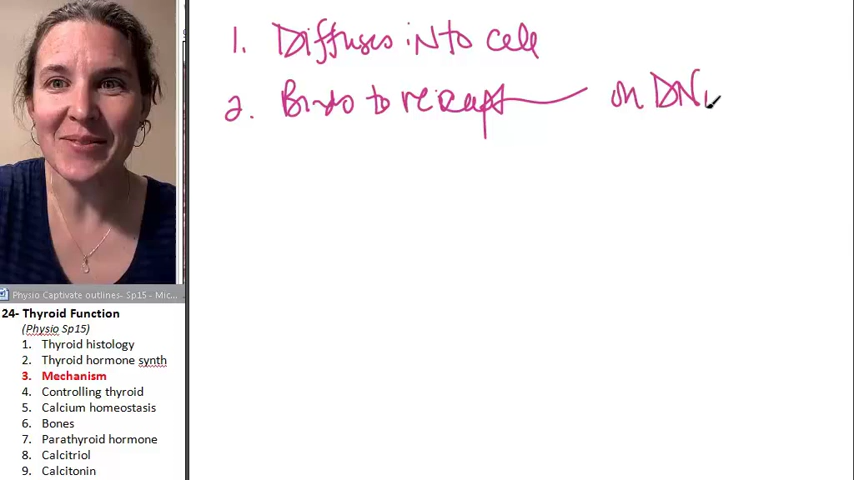 1. Diffuses into cell
2. Binds to recept on DN
Physio Captivate outlines- Sp15 - Mic...
24- Thyroid Function
(Physio Sp15)
1. Thyroid histology
2. Thyroid hormone synth
3. Mechanism
4. Controlling thyroid
5. Calcium homeostasis
6. Bones
7. Parathyroid hormone
8. Calcitriol
9. Calcitonin